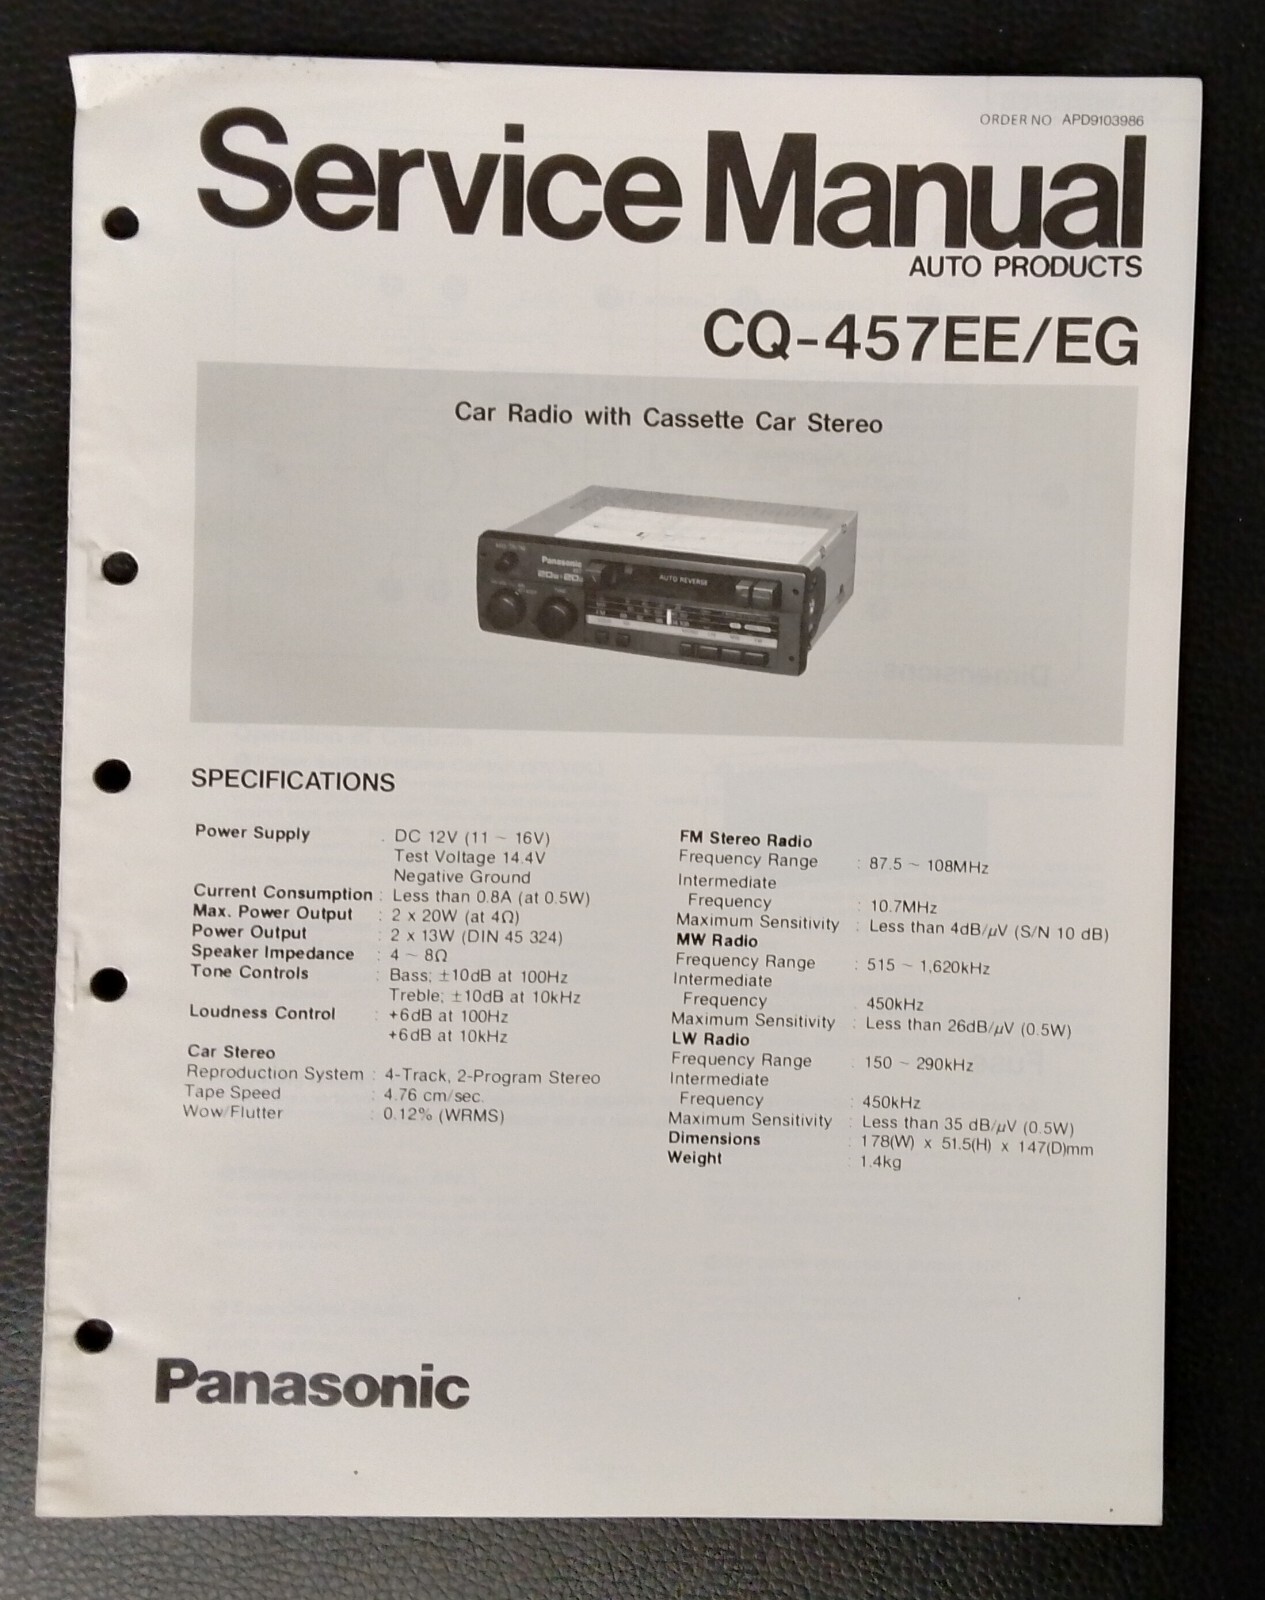 ORDER NO APD9103986
Service Manual
AUTO PRODUCTS
CQ-457EE/EG
Car Radio with Cassette Car Stereo
Panasonic
AUTO REVERSE
SPECIFICATIONS
Power Supply : DC 12V (11 ~ 16V)
Test Voltage 14.4V
Negative Ground
Current Consumption : Less than 0.8A (at 0.5W)
Max. Power Output : 2 x 20W (at 4Ω)
Power Output : 2 x 13W (DIN 45 324)
Speaker Impedance : 4 ~ 8Ω
Tone Controls : Bass; ±10dB at 100Hz
Treble; ±10dB at 10kHz
Loudness Control : +6dB at 100Hz
+6dB at 10kHz
Car Stereo
Reproduction System : 4-Track, 2-Program Stereo
Tape Speed : 4.76 cm/sec.
Wow/Flutter : 0.12% (WRMS)
FM Stereo Radio
Frequency Range : 87.5 ~ 108MHz
Intermediate
Frequency : 10.7MHz
Maximum Sensitivity : Less than 4dB/µV (S/N 10 dB)
MW Radio
Frequency Range : 515 ~ 1,620kHz
Intermediate
Frequency : 450kHz
Maximum Sensitivity : Less than 26dB/µV (0.5W)
LW Radio
Frequency Range : 150 ~ 290kHz
Intermediate
Frequency : 450kHz
Maximum Sensitivity : Less than 35 dB/µV (0.5W)
Dimensions : 178(W) x 51.5(H) x 147(D)mm
Weight : 1.4kg
Panasonic